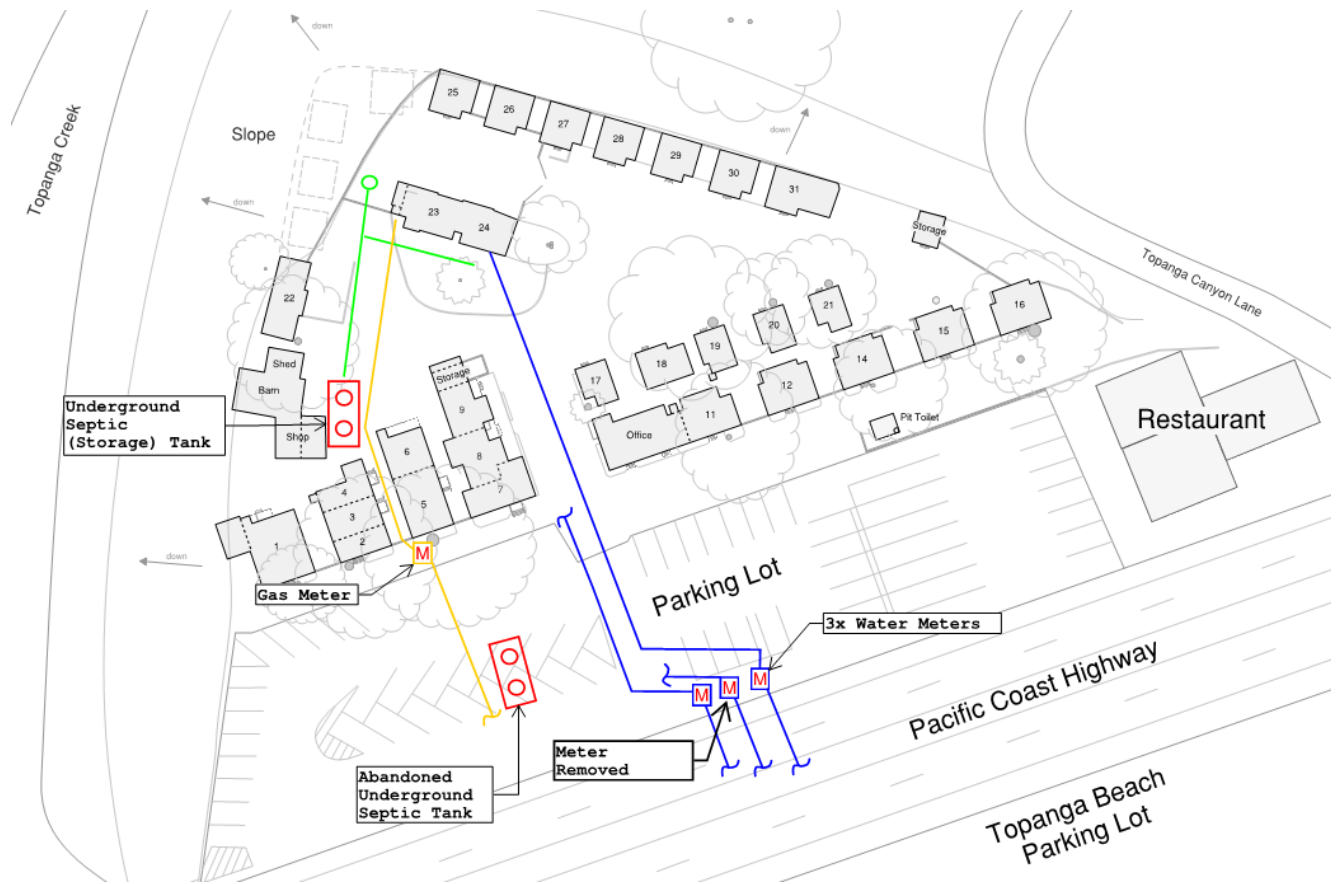 down
25
26
27
28
29
30
31
down
Slope
Topanga Creek
down
23
24
Storage
Topanga Canyon Lane
22
21
20
19
18
17
16
15
14
12
11
Office
Shed
Barn
Shop
Storage
9
8
7
6
5
4
3
2
1
Pit Toilet
Restaurant
Underground
Septic
(Storage) Tank
down
M
Gas Meter
Parking Lot
3x Water Meters
M
M
M
Meter
Removed
Abandoned
Underground
Septic Tank
Pacific Coast Highway
Topanga Beach
Parking Lot